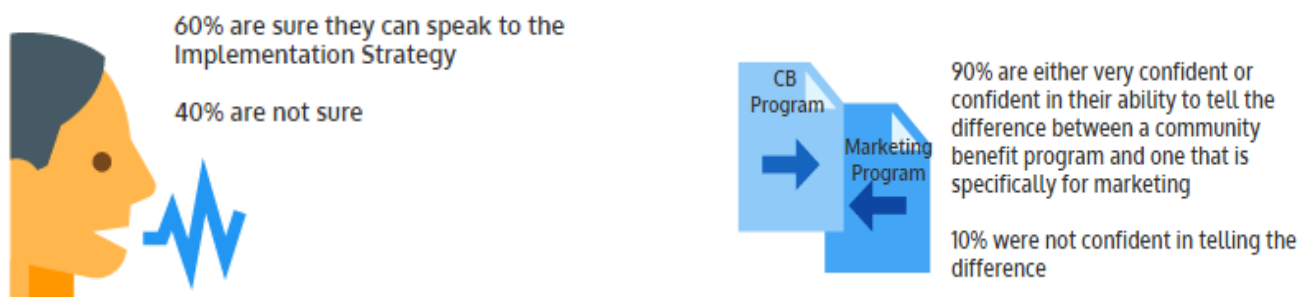 60% are sure they can speak to the
Implementation Strategy
40% are not sure
CB
Program
Marketing
Program
90% are either very confident or
confident in their ability to tell the
difference between a community
benefit program and one that is
specifically for marketing
10% were not confident in telling the
difference